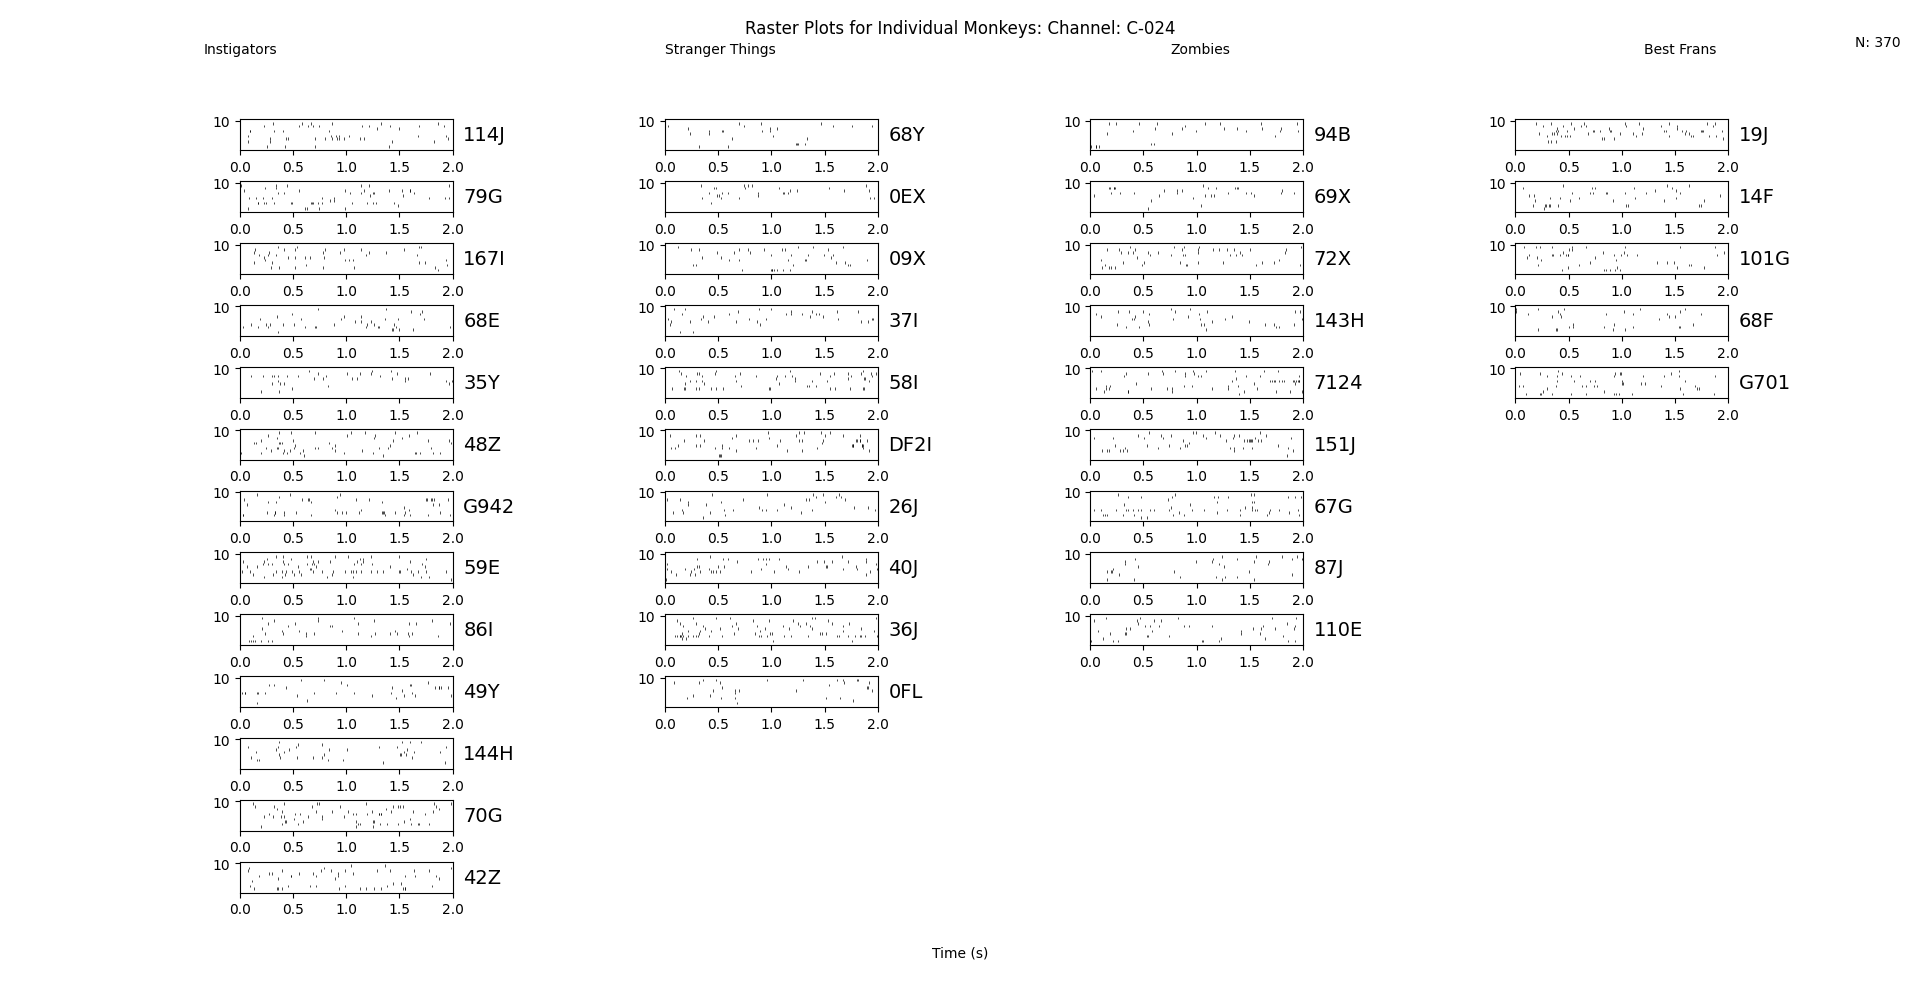 Raster Plots for Individual Monkeys: Channel: C-024
Instigators Stranger Things Zombies Best Frans N: 370
10 114J 10 68Y 10 94B 10 19J
0.0 0.5 1.0 1.5 2.0 0.0 0.5 1.0 1.5 2.0 0.0 0.5 1.0 1.5 2.0 0.0 0.5 1.0 1.5 2.0
10 79G 10 0EX 10 69X 10 14F
0.0 0.5 1.0 1.5 2.0 0.0 0.5 1.0 1.5 2.0 0.0 0.5 1.0 1.5 2.0 0.0 0.5 1.0 1.5 2.0
10 167I 10 09X 10 72X 10 101G
0.0 0.5 1.0 1.5 2.0 0.0 0.5 1.0 1.5 2.0 0.0 0.5 1.0 1.5 2.0 0.0 0.5 1.0 1.5 2.0
10 68E 10 37I 10 143H 10 68F
0.0 0.5 1.0 1.5 2.0 0.0 0.5 1.0 1.5 2.0 0.0 0.5 1.0 1.5 2.0 0.0 0.5 1.0 1.5 2.0
10 35Y 10 58I 10 7124 10 G701
0.0 0.5 1.0 1.5 2.0 0.0 0.5 1.0 1.5 2.0 0.0 0.5 1.0 1.5 2.0 0.0 0.5 1.0 1.5 2.0
10 48Z 10 DF2I 10 151J
0.0 0.5 1.0 1.5 2.0 0.0 0.5 1.0 1.5 2.0 0.0 0.5 1.0 1.5 2.0
10 G942 10 26J 10 67G
0.0 0.5 1.0 1.5 2.0 0.0 0.5 1.0 1.5 2.0 0.0 0.5 1.0 1.5 2.0
10 59E 10 40J 10 87J
0.0 0.5 1.0 1.5 2.0 0.0 0.5 1.0 1.5 2.0 0.0 0.5 1.0 1.5 2.0
10 86I 10 36J 10 110E
0.0 0.5 1.0 1.5 2.0 0.0 0.5 1.0 1.5 2.0 0.0 0.5 1.0 1.5 2.0
10 49Y 10 0FL
0.0 0.5 1.0 1.5 2.0 0.0 0.5 1.0 1.5 2.0
10 144H
0.0 0.5 1.0 1.5 2.0
10 70G
0.0 0.5 1.0 1.5 2.0
10 42Z
0.0 0.5 1.0 1.5 2.0
Time (s)